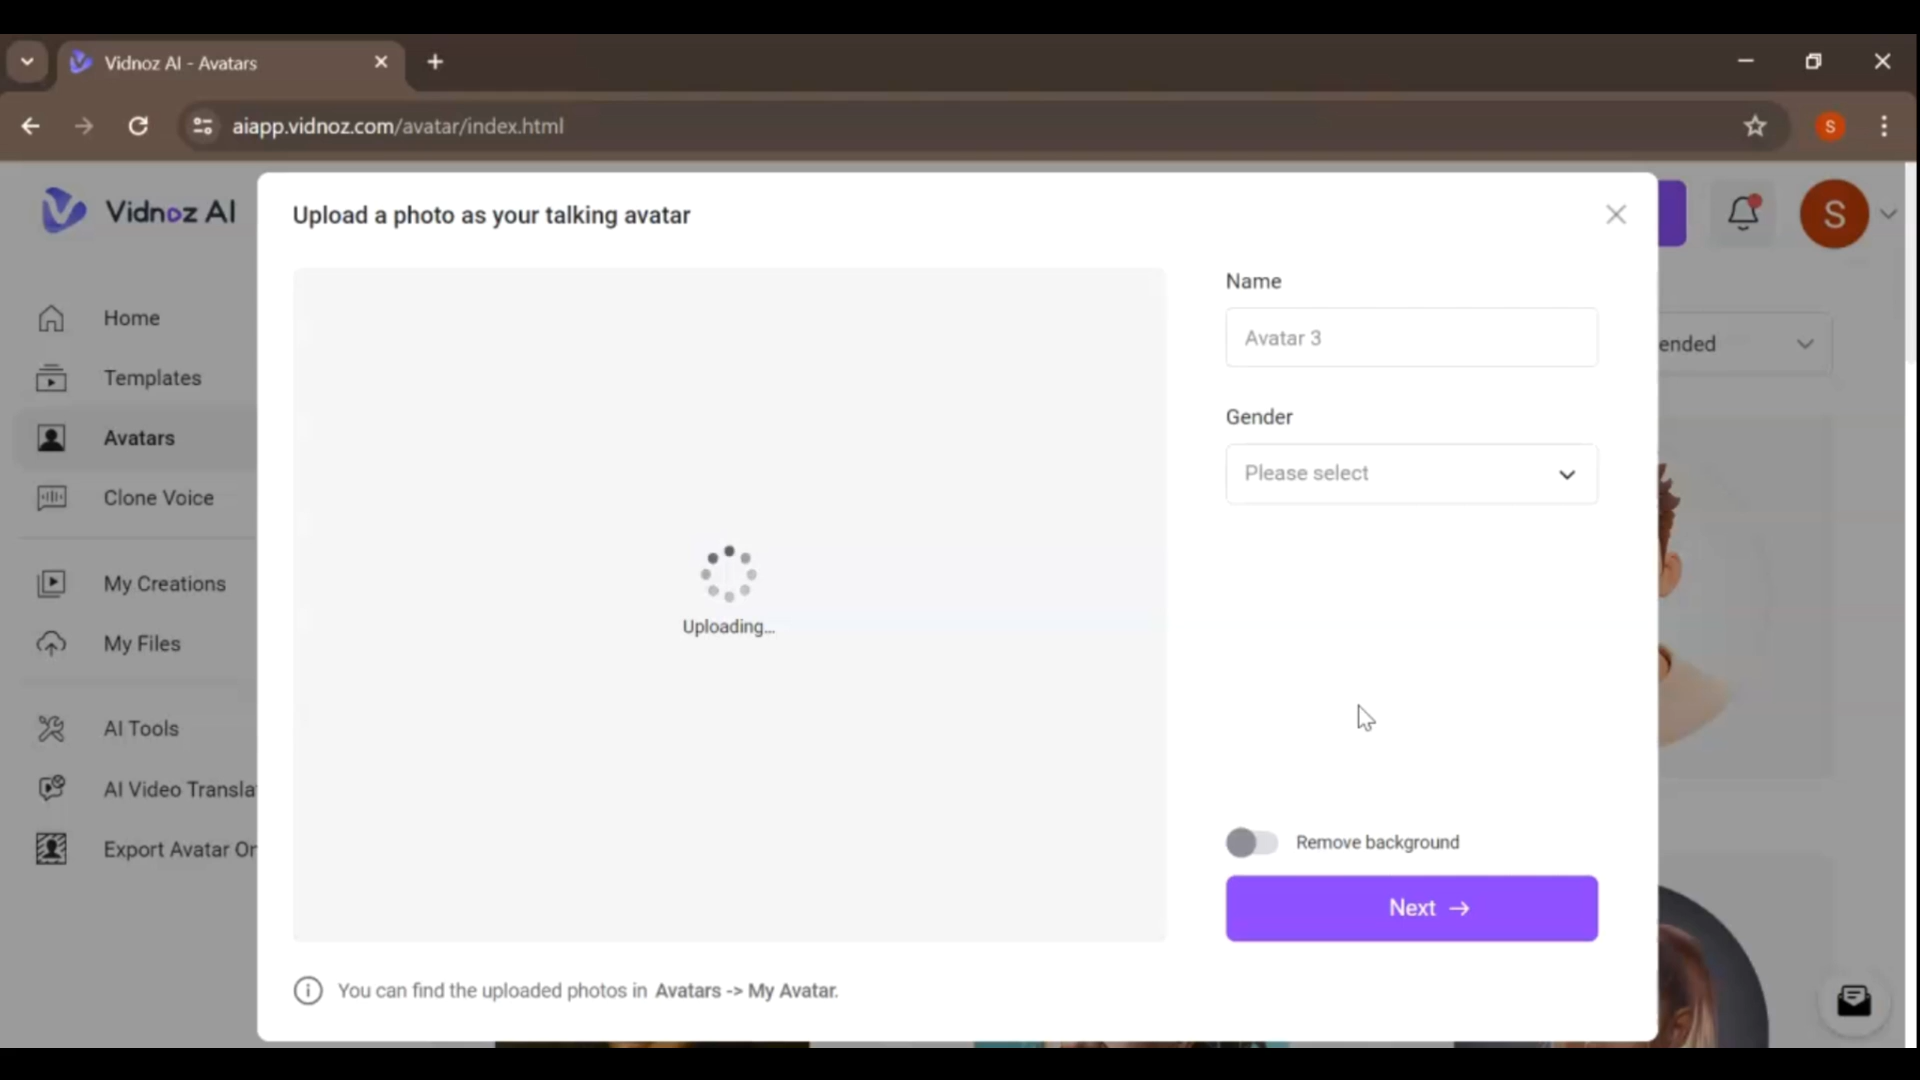 Vidnoz AI - Avatars
aiapp.vidnoz.com/avatar/index.html
S
Vidnoz AI
Upload a photo as your talking avatar
S
Name
Home
Avatar 3
ended
Templates
Gender
Avatars
Please select
Clone Voice
My Creations
Uploading...
My Files
AI Tools
AI Video Transla
Remove background
Export Avatar Or
Next →
You can find the uploaded photos in Avatars -> My Avatar.